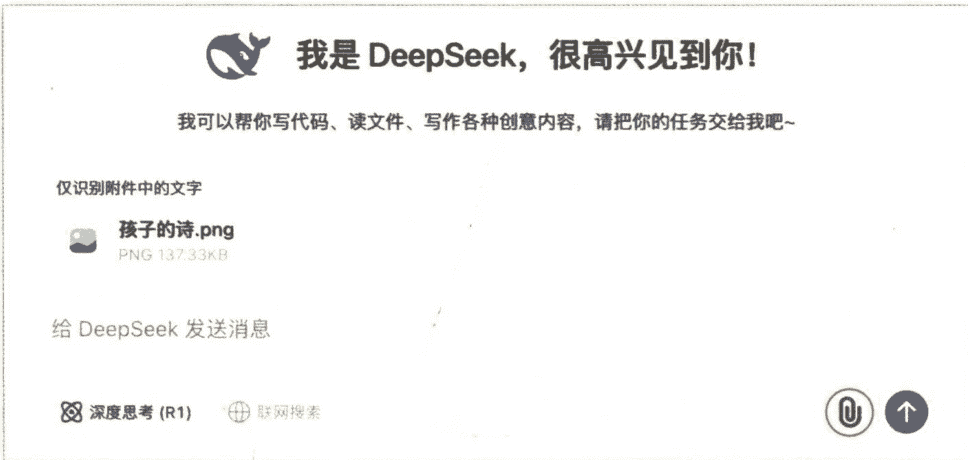 我是 DeepSeek，很高兴见到你！
我可以帮你写代码、读文件、写作各种创意内容，请把你的任务交给我吧~
仅识别附件中的文字
孩子的诗.png
PNG 137.33KB
给 DeepSeek 发送消息
深度思考 (R1) 联网搜索